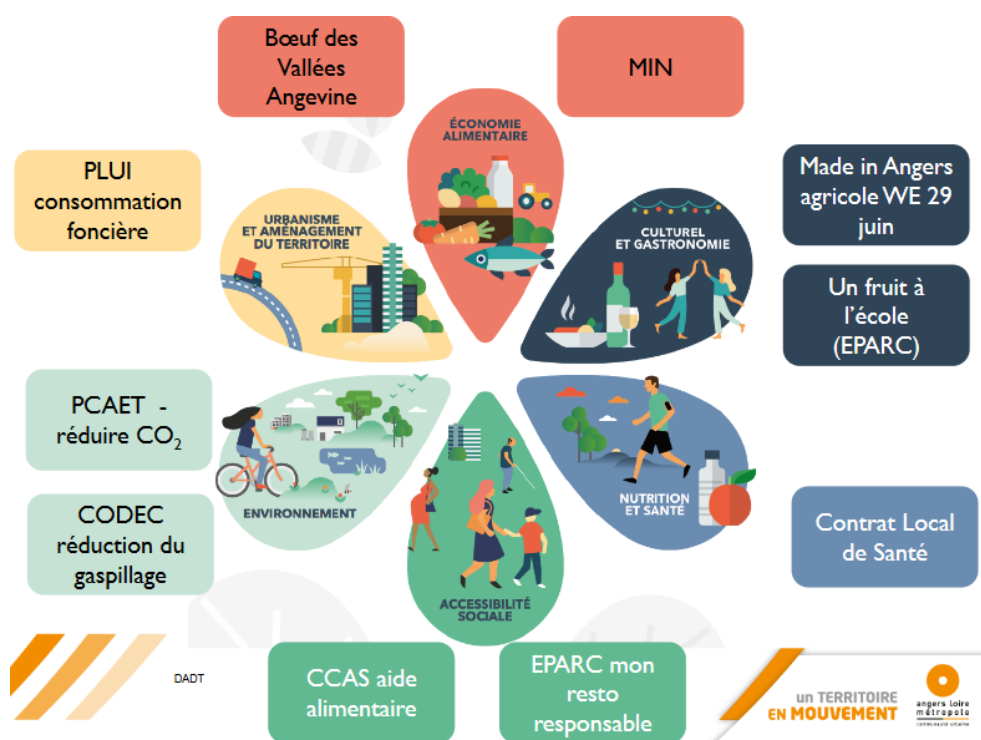 Bœuf des
Vallées
Angevine
MIN
ÉCONOMIE
ALIMENTAIRE
PLUI
consommation
foncière
URBANISME
ET AMÉNAGEMENT
DU TERRITOIRE
CULTUREL
ET GASTRONOMIE
Made in Angers
agricole WE 29
juin
Un fruit à
l’école
(EPARC)
PCAET -
réduire CO₂
CODEC
réduction du
gaspillage
ENVIRONNEMENT
NUTRITION
ET SANTÉ
Contrat Local
de Santé
ACCESSIBILITÉ
SOCIALE
CCAS aide
alimentaire
EPARC mon
resto
responsable
DADT
un TERRITOIRE
EN MOUVEMENT
angers Loire
métropole
COMMUNAUTÉ URBAINE